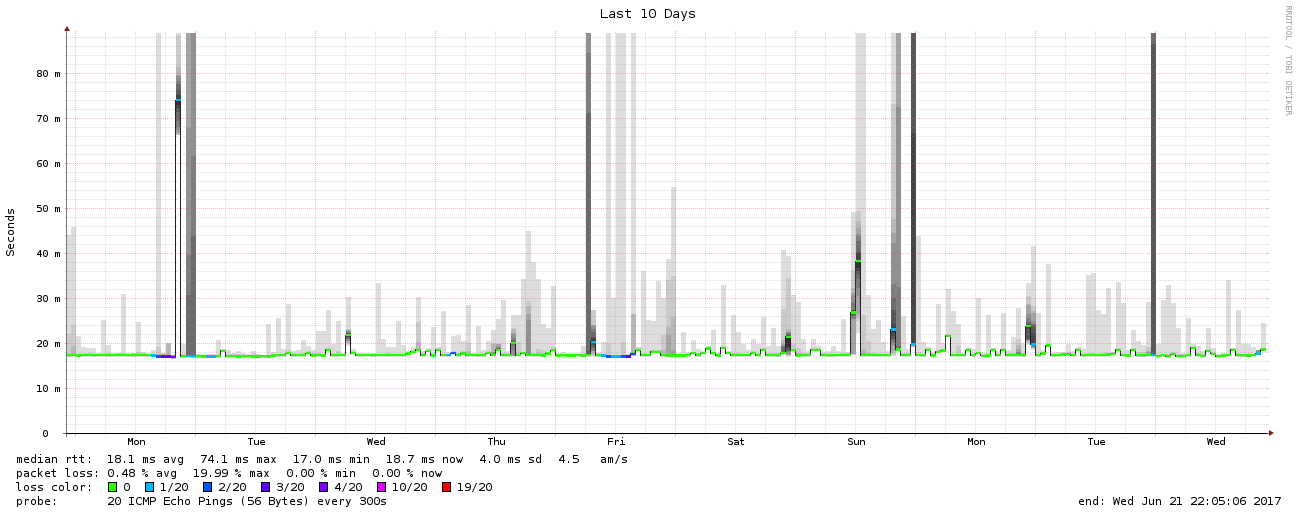 Last 10 Days
RRDTOOL / TOBI OETIKER
Seconds
80 m
70 m
60 m
50 m
40 m
30 m
20 m
10 m
0
Mon Tue Wed Thu Fri Sat Sun Mon Tue Wed
median rtt: 18.1 ms avg 74.1 ms max 17.0 ms min 18.7 ms now 4.0 ms sd 4.5 am/s
packet loss: 0.48 % avg 19.99 % max 0.00 % min 0.00 % now
loss color: 0 1/20 2/20 3/20 4/20 10/20 19/20
probe: 20 ICMP Echo Pings (56 Bytes) every 300s end: Wed Jun 21 22:05:06 2017